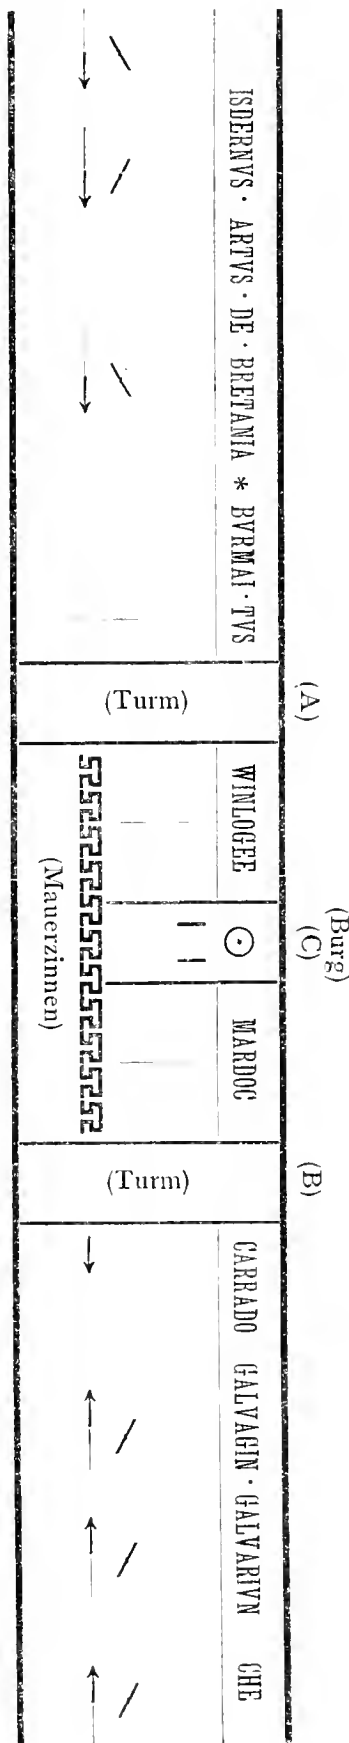 (Burg)
(A) (C) (B)
ISDERNVS · ARTVS · DE · BRETANIA * BVRMAI · TVS
WINLOGEE
MARDOC
CARRADO GALVAGIN · GALVARIVN CHE
(Turm)
(Turm)
(Mauerzinnen)